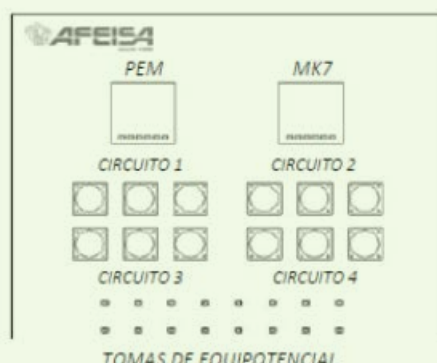 AFEISA
PEM MK7
CIRCUITO 1 CIRCUITO 2
CIRCUITO 3 CIRCUITO 4
TOMAS DE EQUIPOTENCIAL